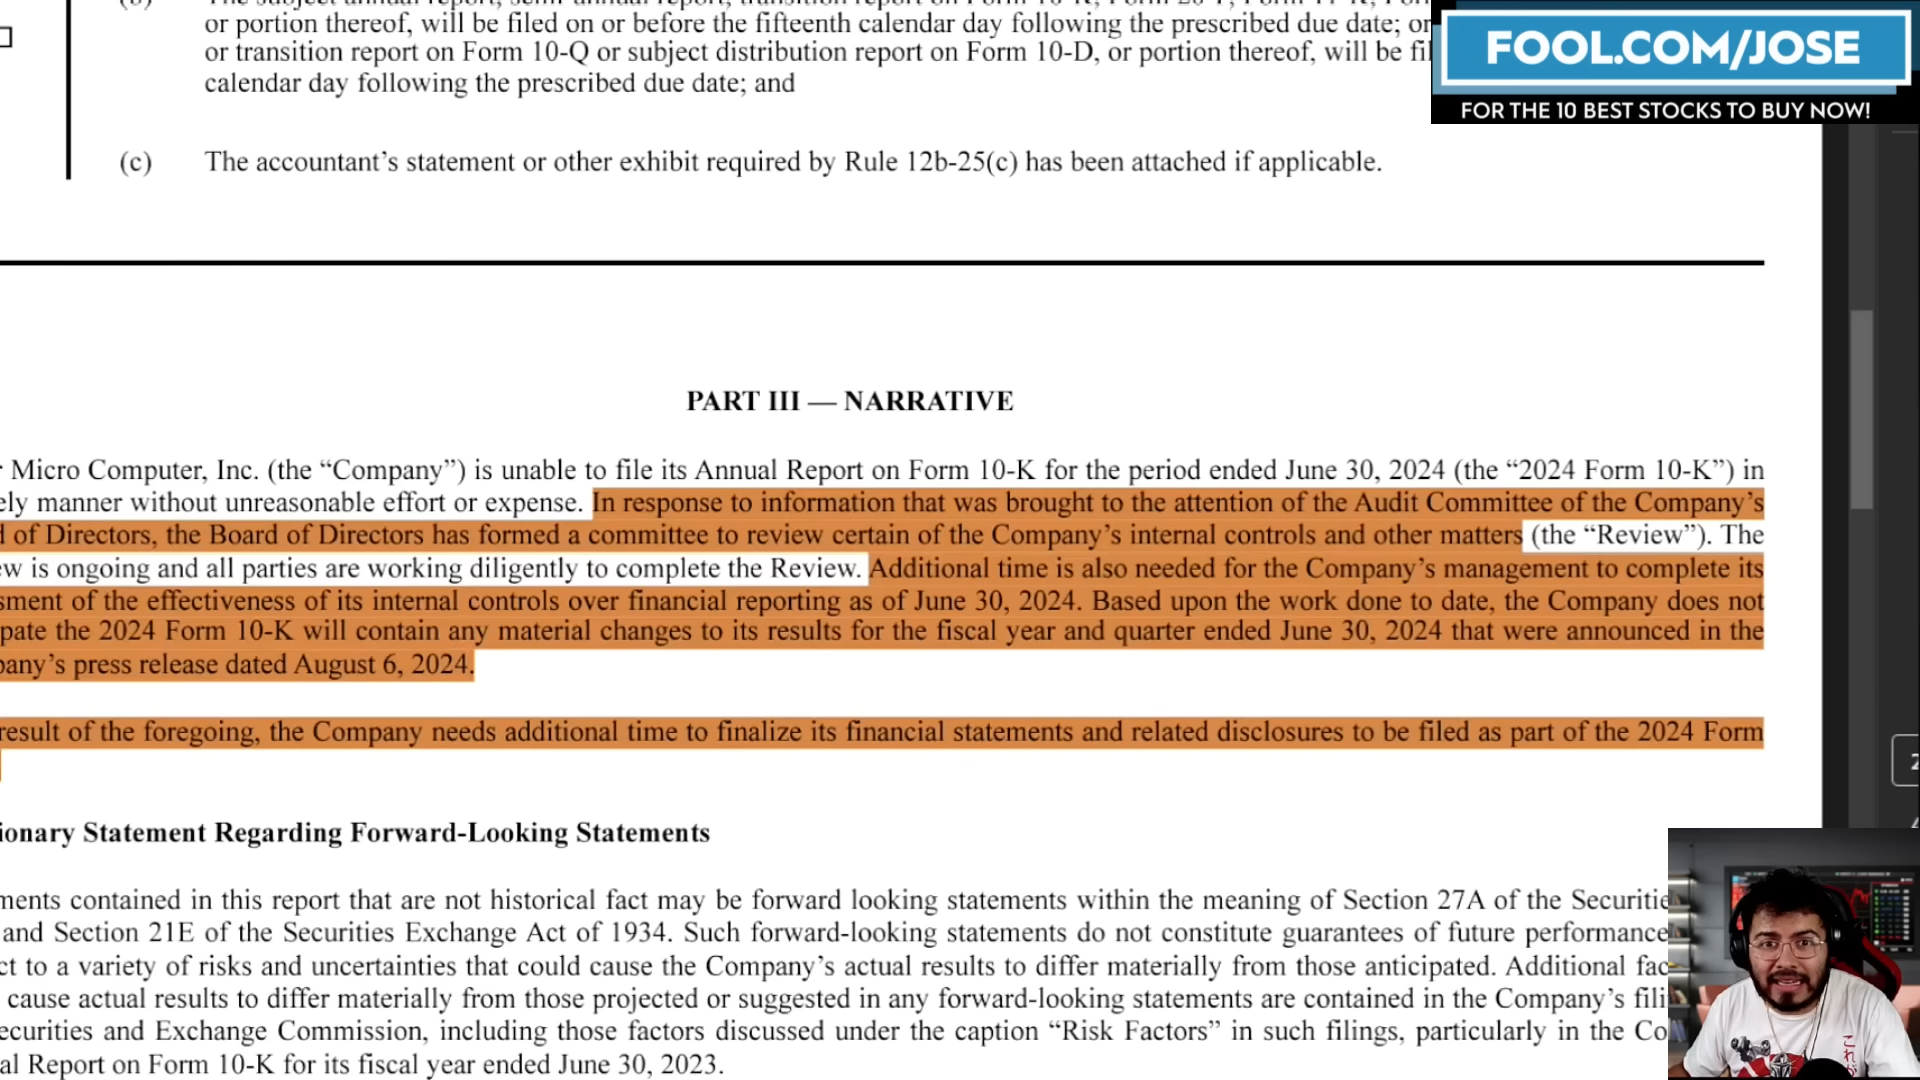 or portion thereof, will be filed on or before the fifteenth calendar day following the prescribed due date; or
or transition report on Form 10-Q or subject distribution report on Form 10-D, or portion thereof, will be fil
calendar day following the prescribed due date; and
(c) The accountant’s statement or other exhibit required by Rule 12b-25(c) has been attached if applicable.
FOOL.COM/JOSE
FOR THE 10 BEST STOCKS TO BUY NOW!
PART III — NARRATIVE
r Micro Computer, Inc. (the “Company”) is unable to file its Annual Report on Form 10-K for the period ended June 30, 2024 (the “2024 Form 10-K”) in
ely manner without unreasonable effort or expense. In response to information that was brought to the attention of the Audit Committee of the Company’s
d of Directors, the Board of Directors has formed a committee to review certain of the Company’s internal controls and other matters (the “Review”). The
ew is ongoing and all parties are working diligently to complete the Review. Additional time is also needed for the Company’s management to complete its
sment of the effectiveness of its internal controls over financial reporting as of June 30, 2024. Based upon the work done to date, the Company does not
pate the 2024 Form 10-K will contain any material changes to its results for the fiscal year and quarter ended June 30, 2024 that were announced in the
pany’s press release dated August 6, 2024.
result of the foregoing, the Company needs additional time to finalize its financial statements and related disclosures to be filed as part of the 2024 Form
ionary Statement Regarding Forward-Looking Statements
ments contained in this report that are not historical fact may be forward looking statements within the meaning of Section 27A of the Securitie
and Section 21E of the Securities Exchange Act of 1934. Such forward-looking statements do not constitute guarantees of future performance
ct to a variety of risks and uncertainties that could cause the Company’s actual results to differ materially from those anticipated. Additional fac
cause actual results to differ materially from those projected or suggested in any forward-looking statements are contained in the Company’s fili
ecurities and Exchange Commission, including those factors discussed under the caption “Risk Factors” in such filings, particularly in the Co
al Report on Form 10-K for its fiscal year ended June 30, 2023.